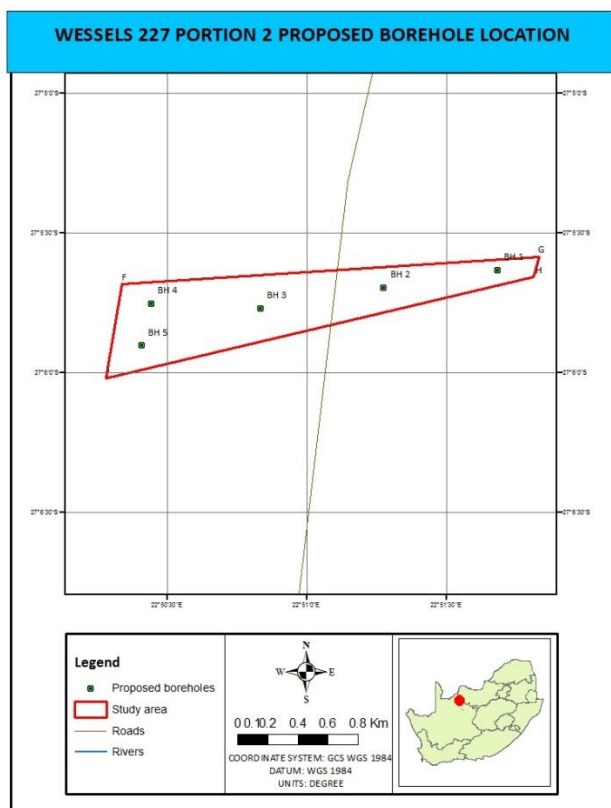 WESSELS 227 PORTION 2 PROPOSED BOREHOLE LOCATION
27°5'0"S
27°5'0"S
27°5'30"S
27°5'30"S
G
BH 1
H
F
BH 2
BH 4
BH 3
BH 5
27°6'0"S
27°6'0"S
27°6'30"S
27°6'30"S
22°50'30"E
22°51'0"E
22°51'30"E
Legend
Proposed boreholes
Study area
Roads
Rivers
N
W
E
S
0 0.1 0.2 0.4 0.6 0.8 Km
COORDINATE SYSTEM: GCS WGS 1984
DATUM: WGS 1984
UNITS: DEGREE